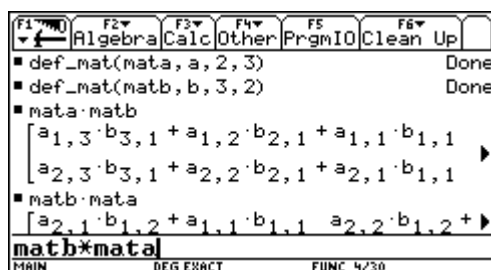 F1 F2 F3 F4 F5 F6
Algebra Calc Other PrgmIO Clean Up
def_mat(mata, a, 2, 3) Done
def_mat(matb, b, 3, 2) Done
mata·matb
[a1,3·b3,1 + a1,2·b2,1 + a1,1·b1,1
[a2,3·b3,1 + a2,2·b2,1 + a2,1·b1,1
matb·mata
[a2,1·b1,2 + a1,1·b1,1 a2,2·b1,2 +
matb*mata
MAIN DEG EXACT FUNC 4/30